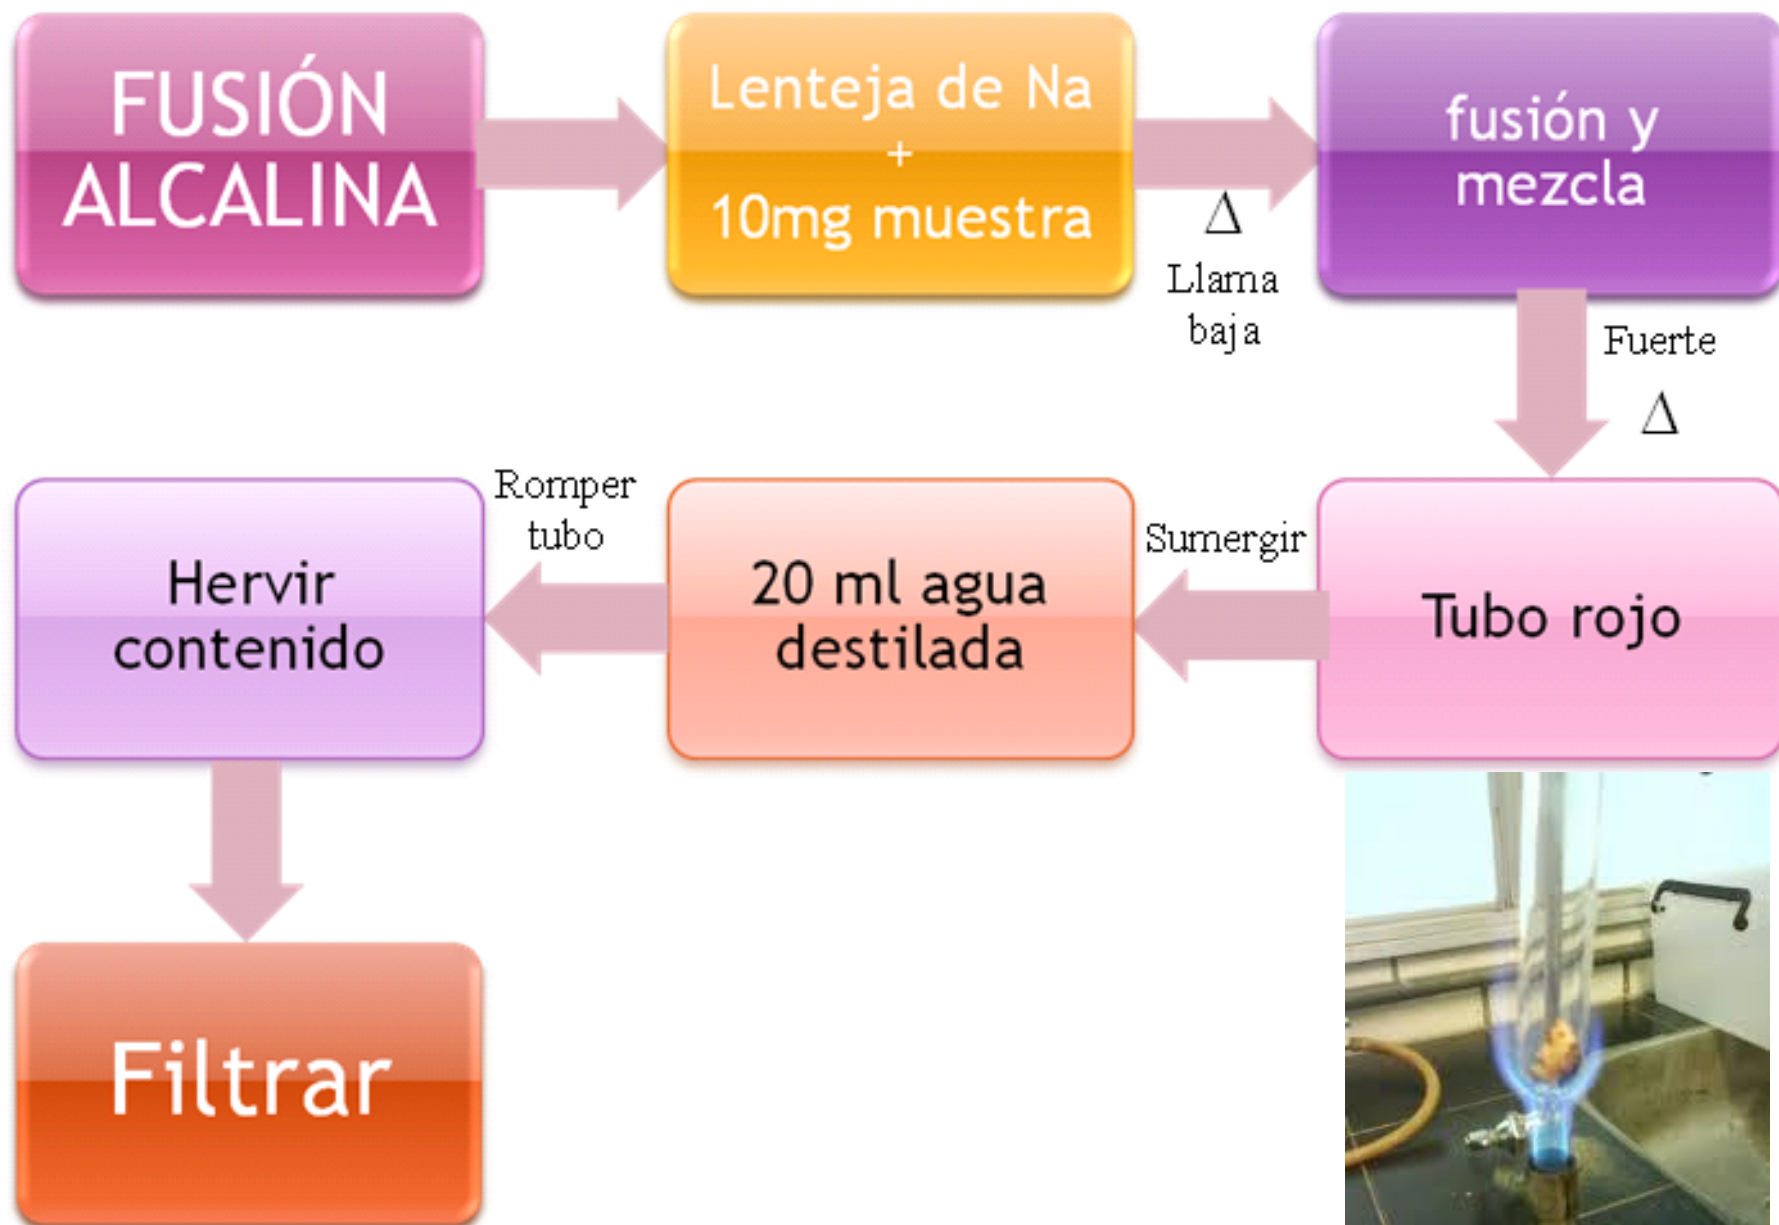 FUSIÓN
ALCALINA
Lenteja de Na
+
10mg muestra
Δ
Llama
baja
fusión y
mezcla
Fuerte
Δ
Tubo rojo
Sumergir
20 ml agua
destilada
Romper
tubo
Hervir
contenido
Filtrar